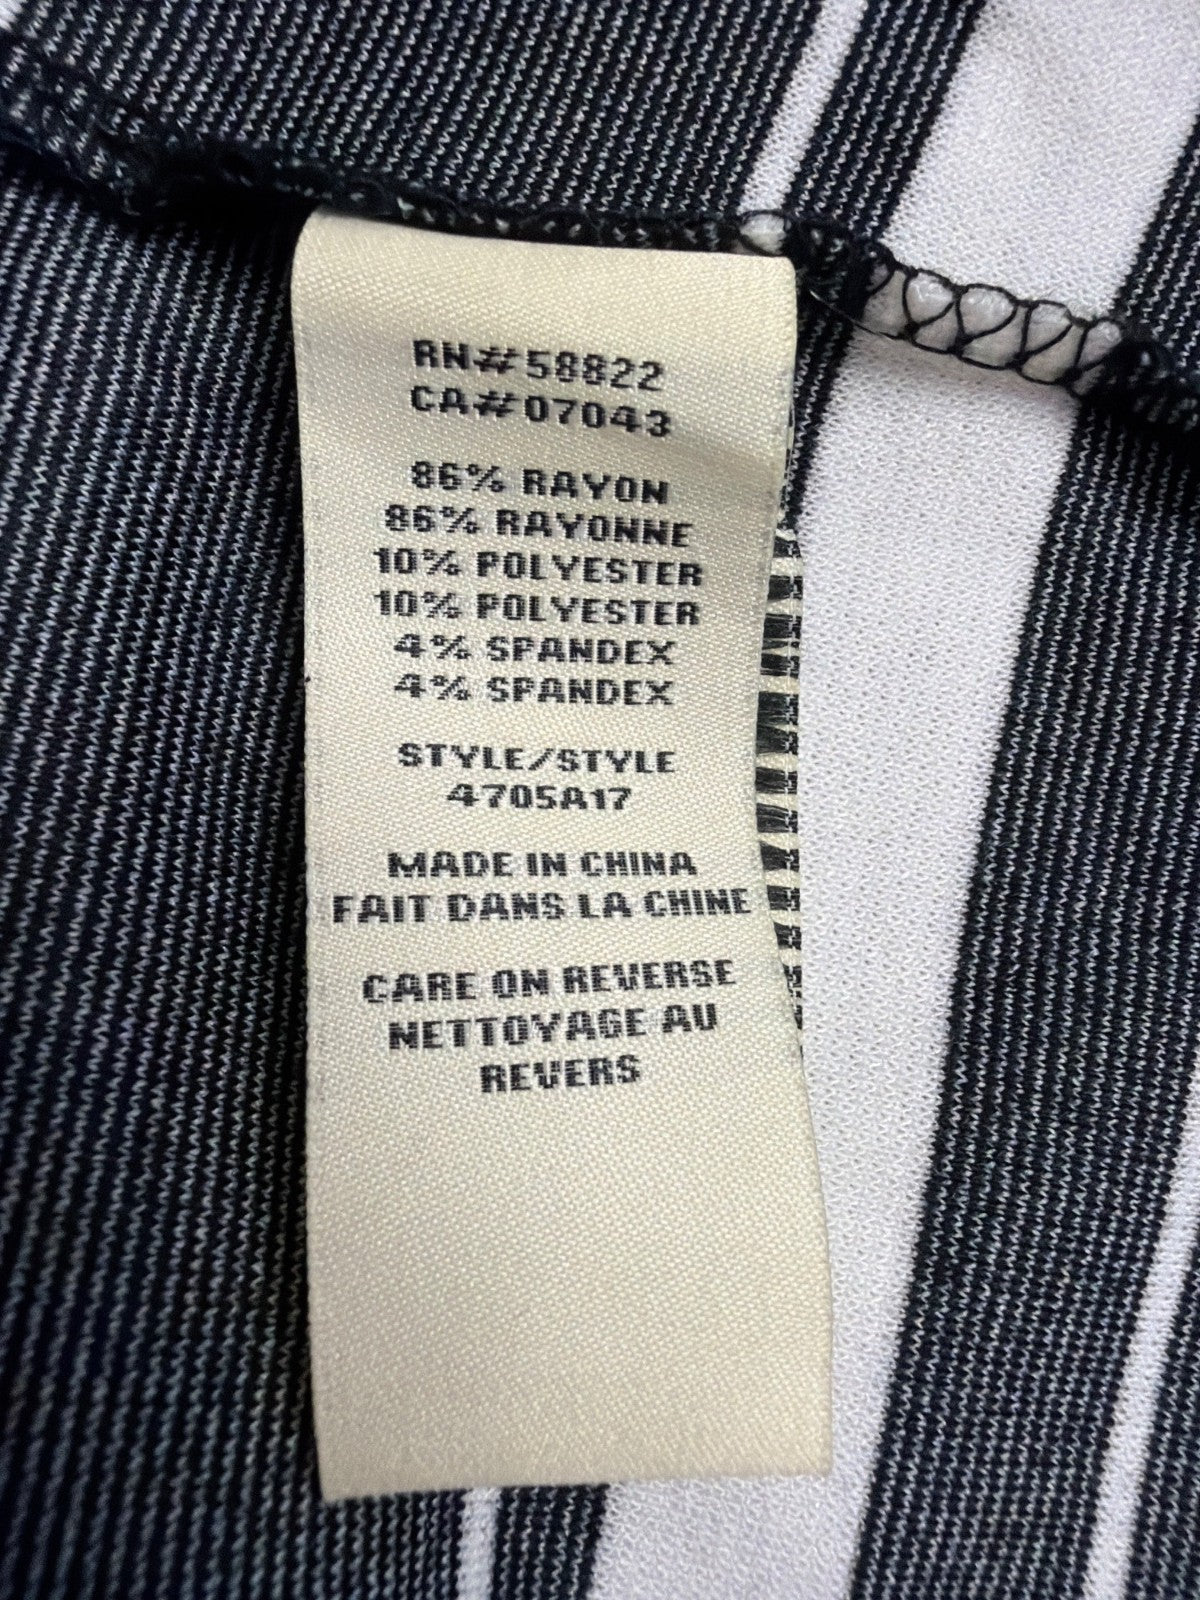 RN#58822
CA#07043
86% RAYON
86% RAYONNE
10% POLYESTER
10% POLYESTER
4% SPANDEX
4% SPANDEX
STYLE/STYLE
4705A17
MADE IN CHINA
FAIT DANS LA CHINE
CARE ON REVERSE
NETTOYAGE AU
REVERS